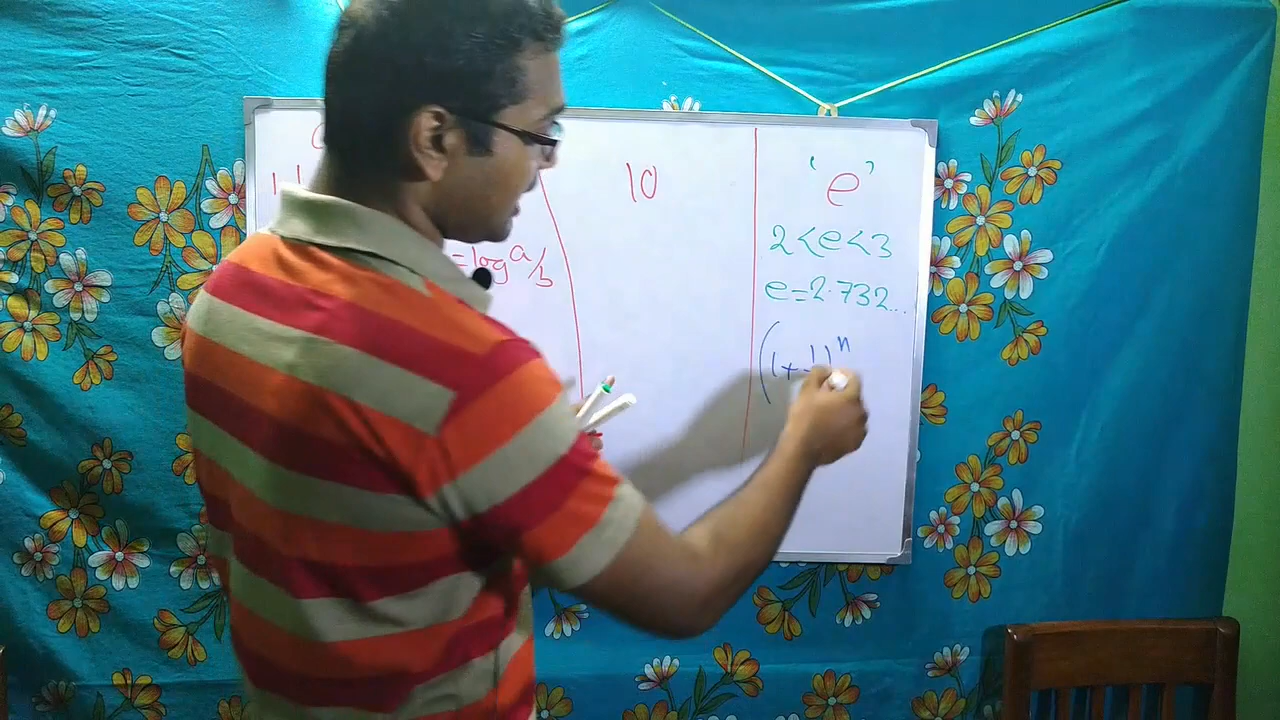 = log a/b
10
'e'
2<e<3
e=2.732...
(1+1)ⁿ